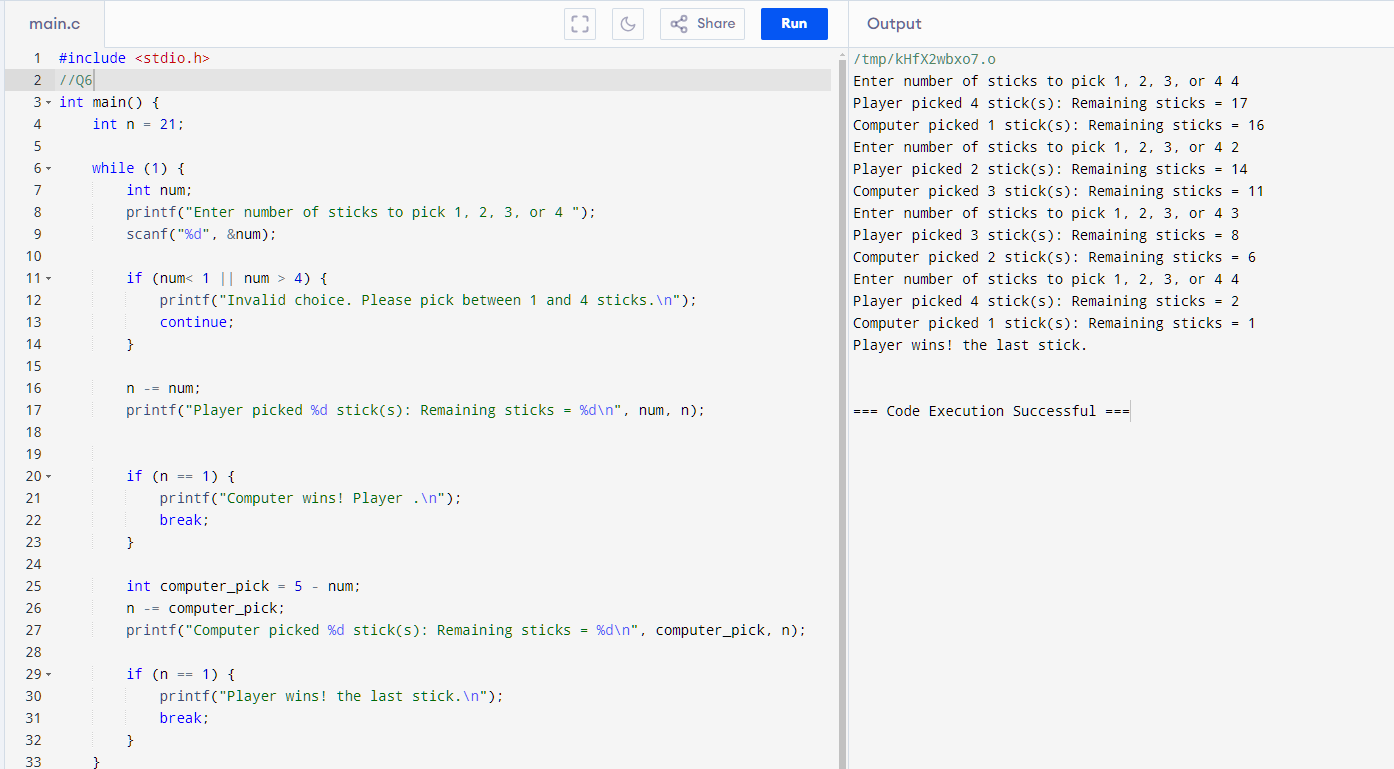 main.c
Share
Run
Output
1 #include <stdio.h>
2 //Q6
3 int main() {
4 int n = 21;
5
6 while (1) {
7 int num;
8 printf("Enter number of sticks to pick 1, 2, 3, or 4 ");
9 scanf("%d", &num);
10
11 if (num< 1 || num > 4) {
12 printf("Invalid choice. Please pick between 1 and 4 sticks.\n");
13 continue;
14 }
15
16 n -= num;
17 printf("Player picked %d stick(s): Remaining sticks = %d\n", num, n);
18
19
20 if (n == 1) {
21 printf("Computer wins! Player .\n");
22 break;
23 }
24
25 int computer_pick = 5 - num;
26 n -= computer_pick;
27 printf("Computer picked %d stick(s): Remaining sticks = %d\n", computer_pick, n);
28
29 if (n == 1) {
30 printf("Player wins! the last stick.\n");
31 break;
32 }
33 }
/tmp/kHfX2wbxo7.o
Enter number of sticks to pick 1, 2, 3, or 4 4
Player picked 4 stick(s): Remaining sticks = 17
Computer picked 1 stick(s): Remaining sticks = 16
Enter number of sticks to pick 1, 2, 3, or 4 2
Player picked 2 stick(s): Remaining sticks = 14
Computer picked 3 stick(s): Remaining sticks = 11
Enter number of sticks to pick 1, 2, 3, or 4 3
Player picked 3 stick(s): Remaining sticks = 8
Computer picked 2 stick(s): Remaining sticks = 6
Enter number of sticks to pick 1, 2, 3, or 4 4
Player picked 4 stick(s): Remaining sticks = 2
Computer picked 1 stick(s): Remaining sticks = 1
Player wins! the last stick.
=== Code Execution Successful ===